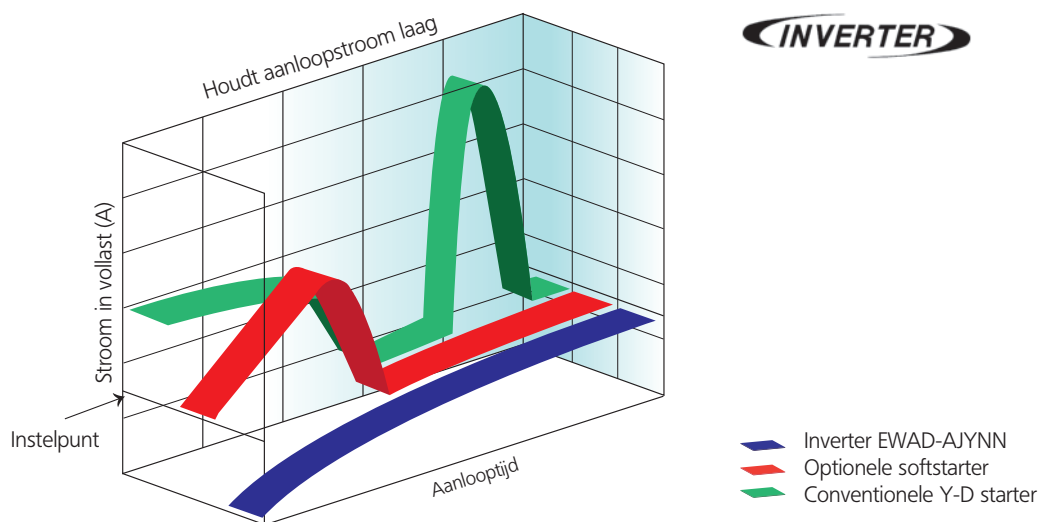 INVERTER
Houdt aanloopstroom laag
Stroom in vollast (A)
Instelpunt
Aanlooptijd
Inverter EWAD-AJYNN
Optionele softstarter
Conventionele Y-D starter